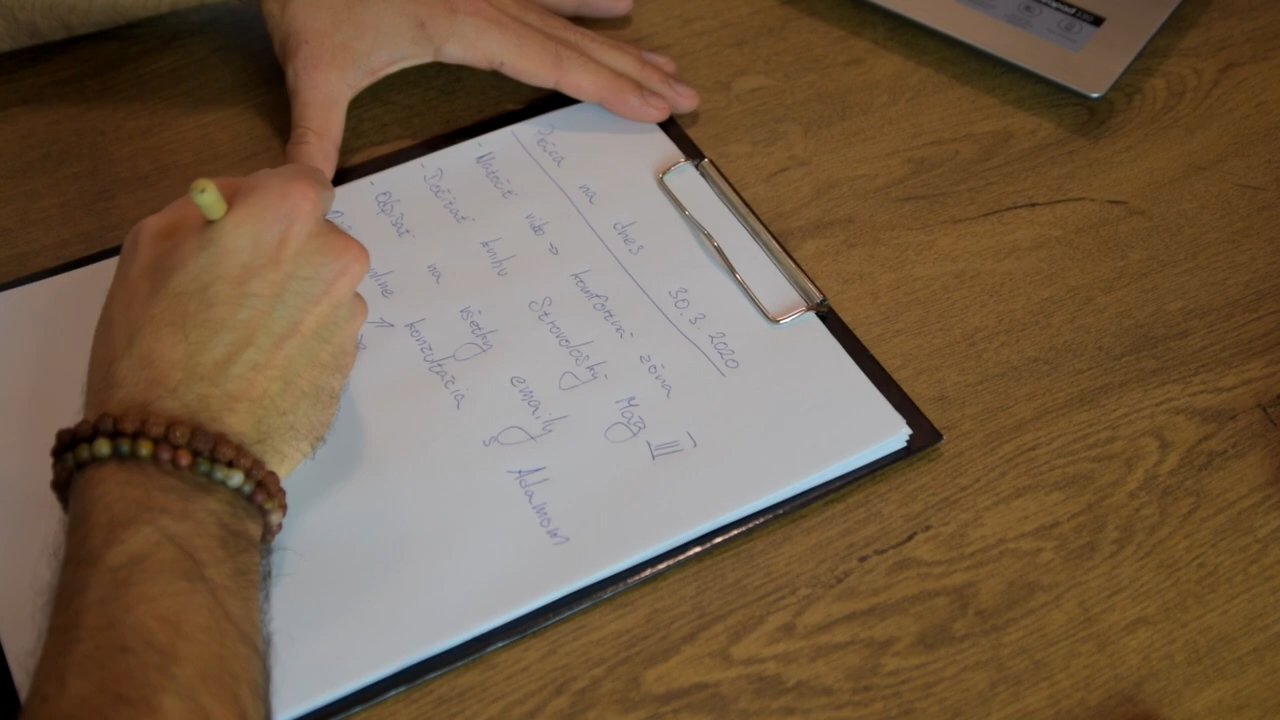 Práca na dnes 30.3.2020
- Natočiť video → komfortná zóna
- Dočítať knihu Strovolský Mág III
- Odpísať na všetky emaily
online konzultácia s Adamom